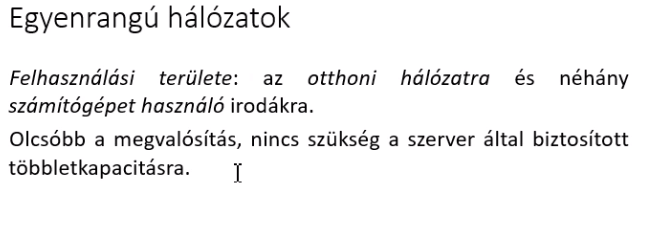 Egyenrangú hálózatok
Felhasználási területe: az otthoni hálózatra és néhány
számítógépet használó irodákra.
Olcsóbb a megvalósítás, nincs szükség a szerver által biztosított
többletkapacitásra.